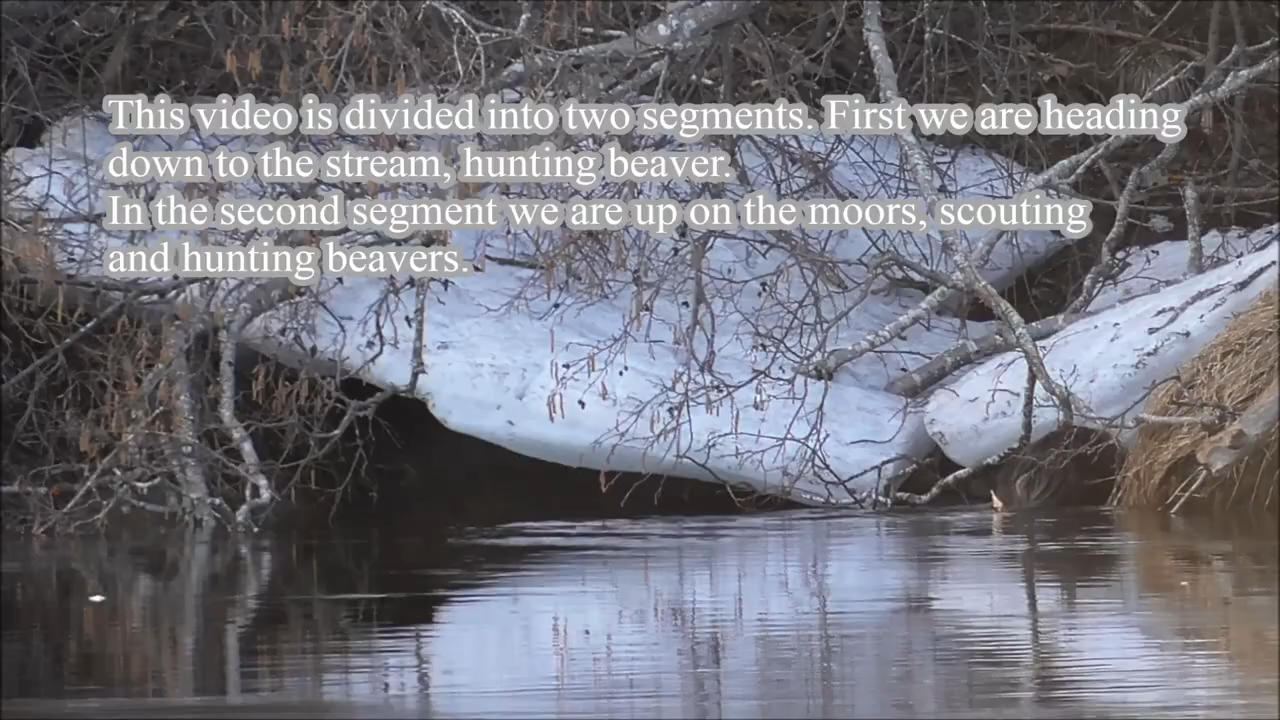 This video is divided into two segments. First we are heading
down to the stream, hunting beaver.
In the second segment we are up on the moors, scouting
and hunting beavers.